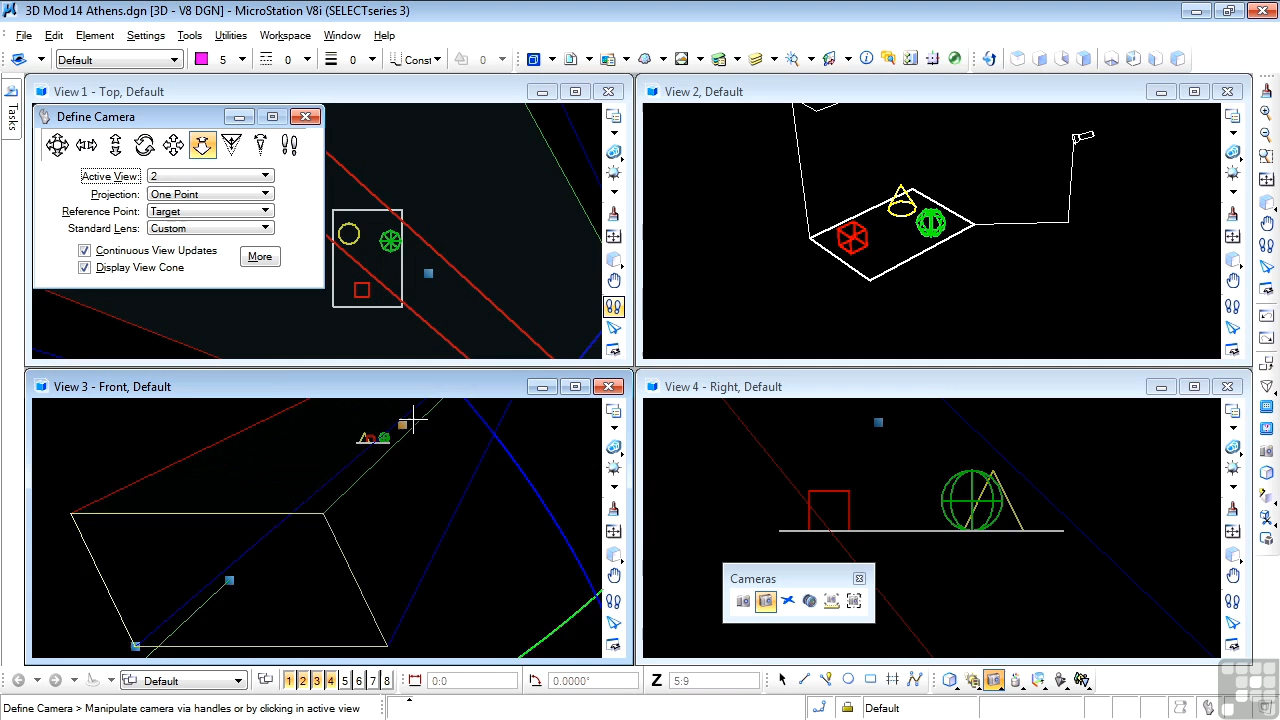 3D Mod 14 Athens.dgn [3D - V8 DGN] - MicroStation V8i (SELECTseries 3)
File Edit Element Settings Tools Utilities Workspace Window Help
Default 5 0 0 Const 0
Tasks
View 1 - Top, Default
View 2, Default
Define Camera
Active View: 2
Projection: One Point
Reference Point: Target
Standard Lens: Custom
Continuous View Updates
Display View Cone
More
View 3 - Front, Default
View 4 - Right, Default
Cameras
Default 1 2 3 4 5 6 7 8 0:0 0.0000° Z 5:9
Define Camera > Manipulate camera via handles or by clicking in active view
Default